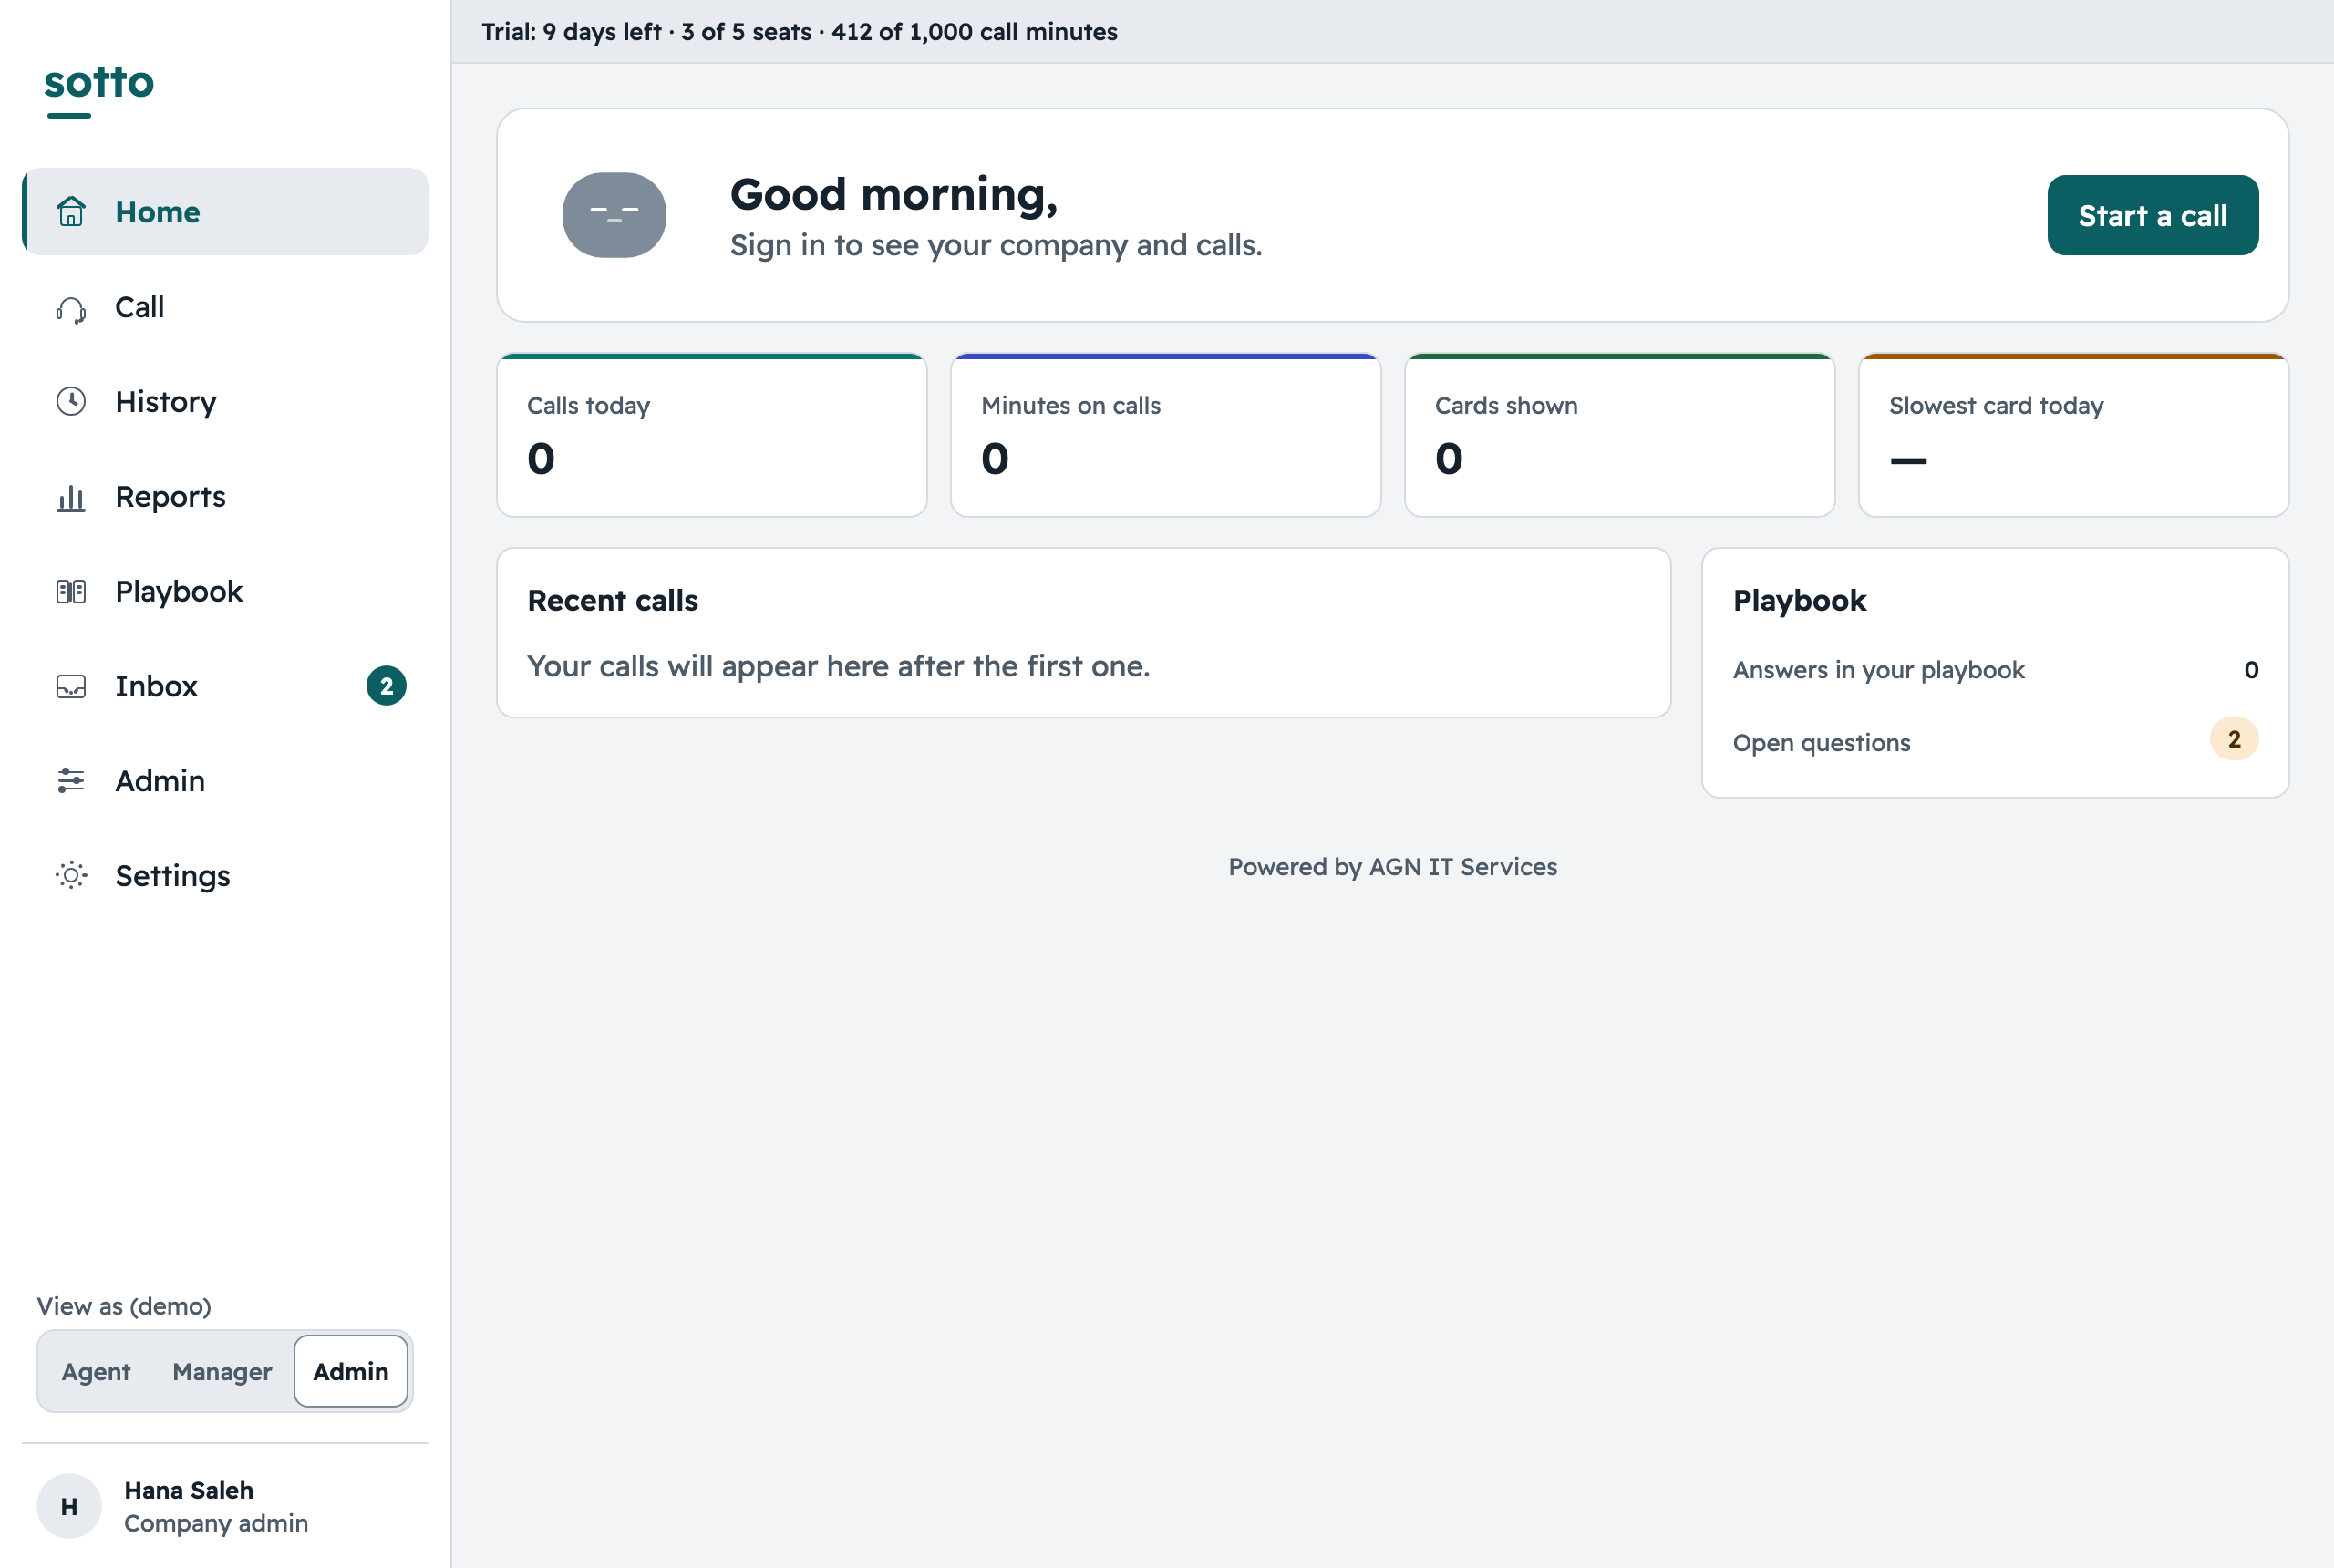 sotto
Home
Call
History
Reports
Playbook
Inbox 2
Admin
Settings
View as (demo)
Agent Manager Admin
H
Hana Saleh
Company admin
Trial: 9 days left · 3 of 5 seats · 412 of 1,000 call minutes
Good morning,
Sign in to see your company and calls.
Start a call
Calls today
0
Minutes on calls
0
Cards shown
0
Slowest card today
—
Recent calls
Your calls will appear here after the first one.
Playbook
Answers in your playbook 0
Open questions 2
Powered by AGN IT Services